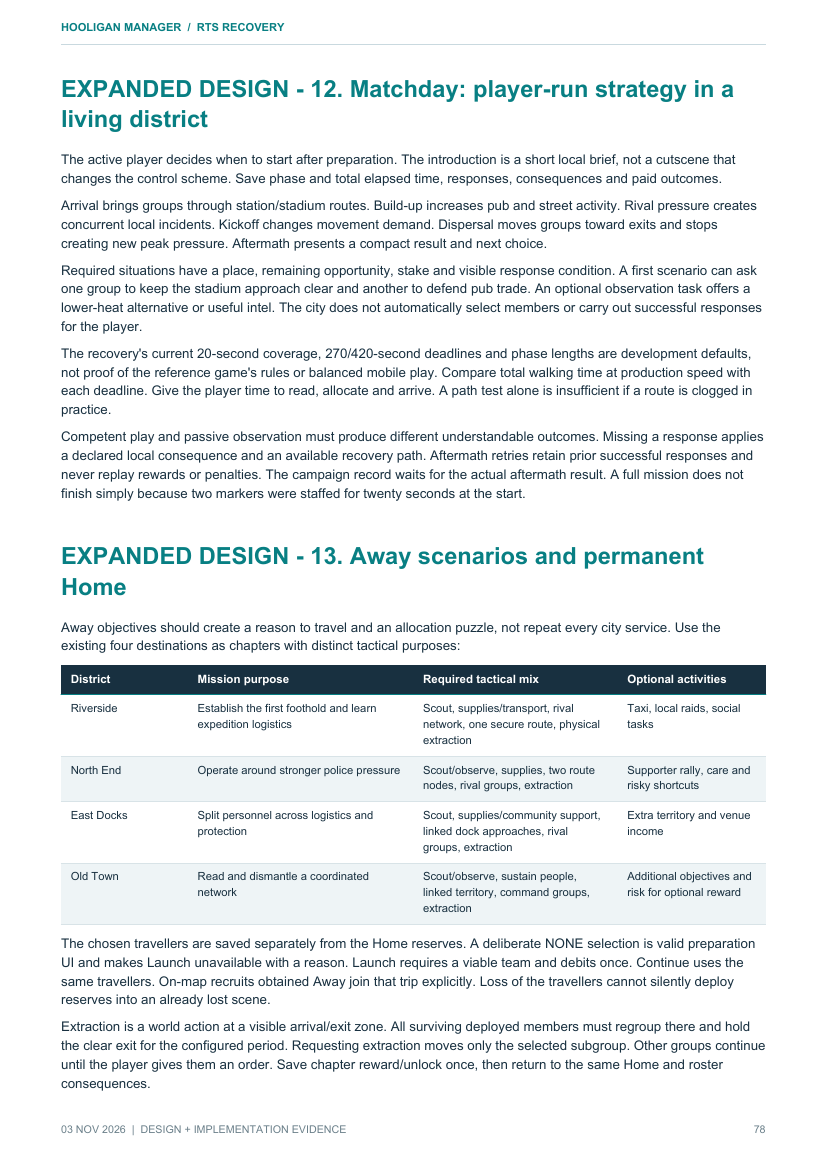 HOOLIGAN MANAGER / RTS RECOVERY
EXPANDED DESIGN - 12. Matchday: player-run strategy in a
living district
The active player decides when to start after preparation. The introduction is a short local brief, not a cutscene that
changes the control scheme. Save phase and total elapsed time, responses, consequences and paid outcomes.
Arrival brings groups through station/stadium routes. Build-up increases pub and street activity. Rival pressure creates
concurrent local incidents. Kickoff changes movement demand. Dispersal moves groups toward exits and stops
creating new peak pressure. Aftermath presents a compact result and next choice.
Required situations have a place, remaining opportunity, stake and visible response condition. A first scenario can ask
one group to keep the stadium approach clear and another to defend pub trade. An optional observation task offers a
lower-heat alternative or useful intel. The city does not automatically select members or carry out successful responses
for the player.
The recovery's current 20-second coverage, 270/420-second deadlines and phase lengths are development defaults,
not proof of the reference game's rules or balanced mobile play. Compare total walking time at production speed with
each deadline. Give the player time to read, allocate and arrive. A path test alone is insufficient if a route is clogged in
practice.
Competent play and passive observation must produce different understandable outcomes. Missing a response applies
a declared local consequence and an available recovery path. Aftermath retries retain prior successful responses and
never replay rewards or penalties. The campaign record waits for the actual aftermath result. A full mission does not
finish simply because two markers were staffed for twenty seconds at the start.
EXPANDED DESIGN - 13. Away scenarios and permanent
Home
Away objectives should create a reason to travel and an allocation puzzle, not repeat every city service. Use the
existing four destinations as chapters with distinct tactical purposes:
District Mission purpose Required tactical mix Optional activities
Riverside Establish the first foothold and learn Scout, supplies/transport, rival Taxi, local raids, social
expedition logistics network, one secure route, physical tasks
extraction
North End Operate around stronger police pressure Scout/observe, supplies, two route Supporter rally, care and
nodes, rival groups, extraction risky shortcuts
East Docks Split personnel across logistics and Scout, supplies/community support, Extra territory and venue
protection linked dock approaches, rival income
groups, extraction
Old Town Read and dismantle a coordinated Scout/observe, sustain people, Additional objectives and
network linked territory, command groups, risk for optional reward
extraction
The chosen travellers are saved separately from the Home reserves. A deliberate NONE selection is valid preparation
UI and makes Launch unavailable with a reason. Launch requires a viable team and debits once. Continue uses the
same travellers. On-map recruits obtained Away join that trip explicitly. Loss of the travellers cannot silently deploy
reserves into an already lost scene.
Extraction is a world action at a visible arrival/exit zone. All surviving deployed members must regroup there and hold
the clear exit for the configured period. Requesting extraction moves only the selected subgroup. Other groups continue
until the player gives them an order. Save chapter reward/unlock once, then return to the same Home and roster
consequences.
03 NOV 2026 | DESIGN + IMPLEMENTATION EVIDENCE 78